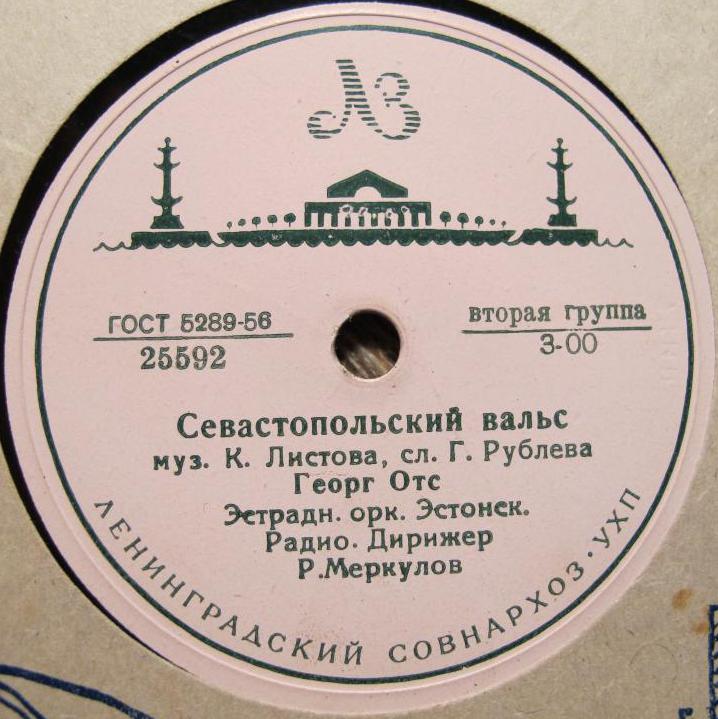 ЛЗ
ГОСТ 5289-56
25592
вторая группа
3-00
Севастопольский вальс
муз. К. Листова, сл. Г. Рублева
Георг Отс
Эстрадн. орк. Эстонск.
Радио. Дирижер
Р.Меркулов
ЛЕНИНГРАДСКИЙ СОВНАРХОЗ·УХП